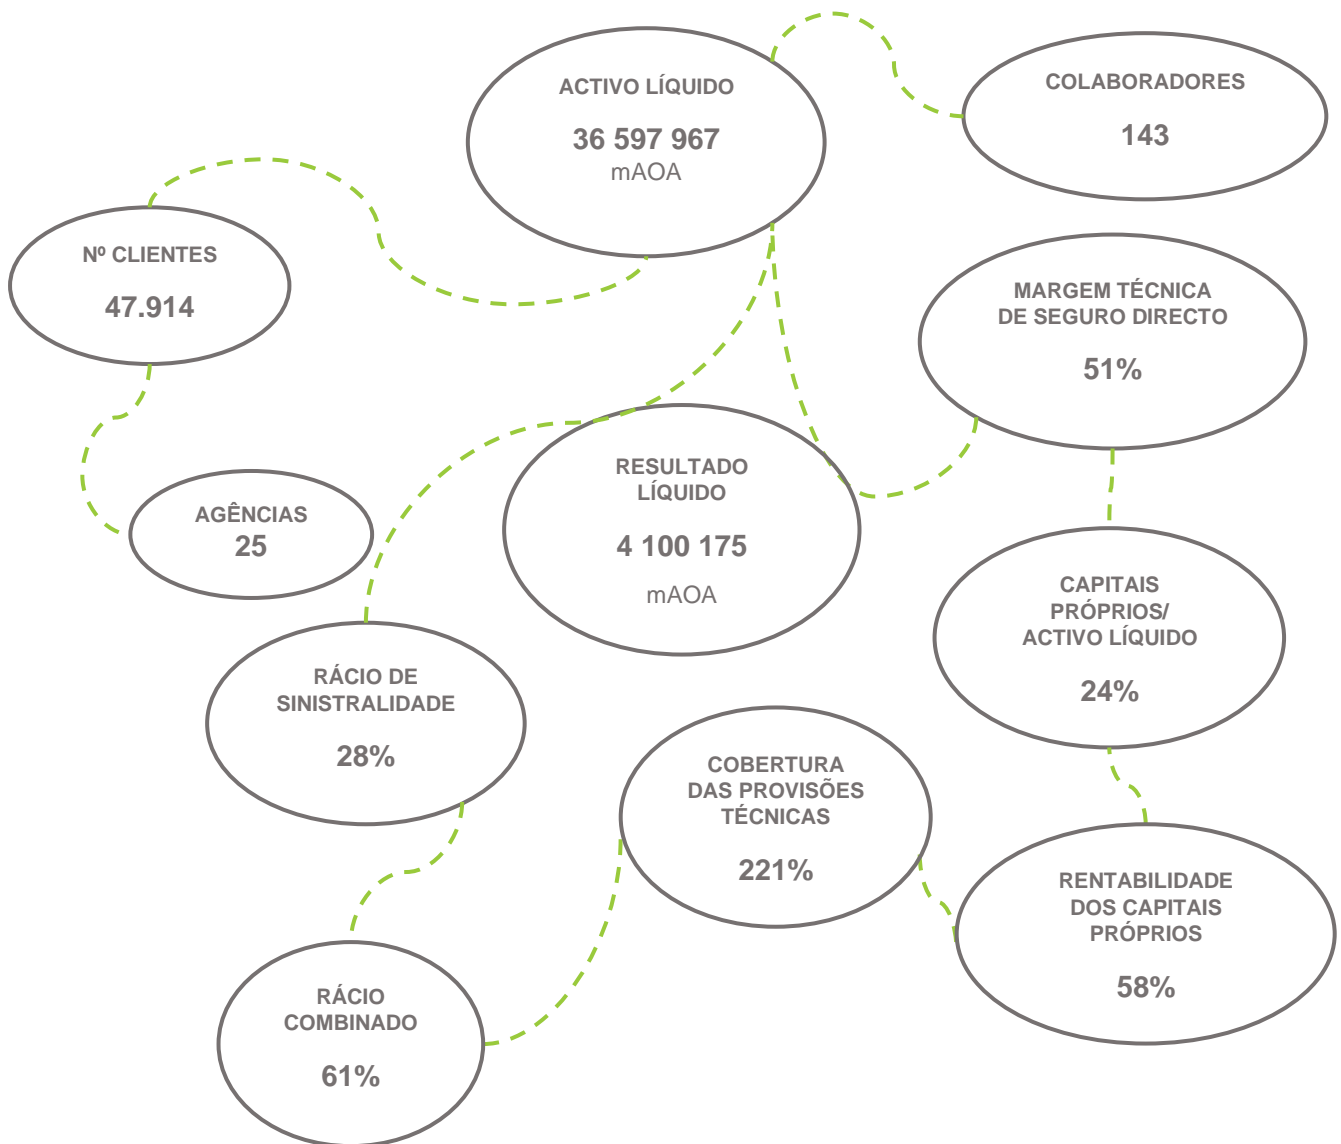 ACTIVO LÍQUIDO
36 597 967
mAOA
COLABORADORES
143
Nº CLIENTES
47.914
MARGEM TÉCNICA
DE SEGURO DIRECTO
51%
AGÊNCIAS
25
RESULTADO
LÍQUIDO
4 100 175
mAOA
CAPITAIS
PRÓPRIOS/
ACTIVO LÍQUIDO
24%
RÁCIO DE
SINISTRALIDADE
28%
COBERTURA
DAS PROVISÕES
TÉCNICAS
221%
RENTABILIDADE
DOS CAPITAIS
PRÓPRIOS
58%
RÁCIO
COMBINADO
61%